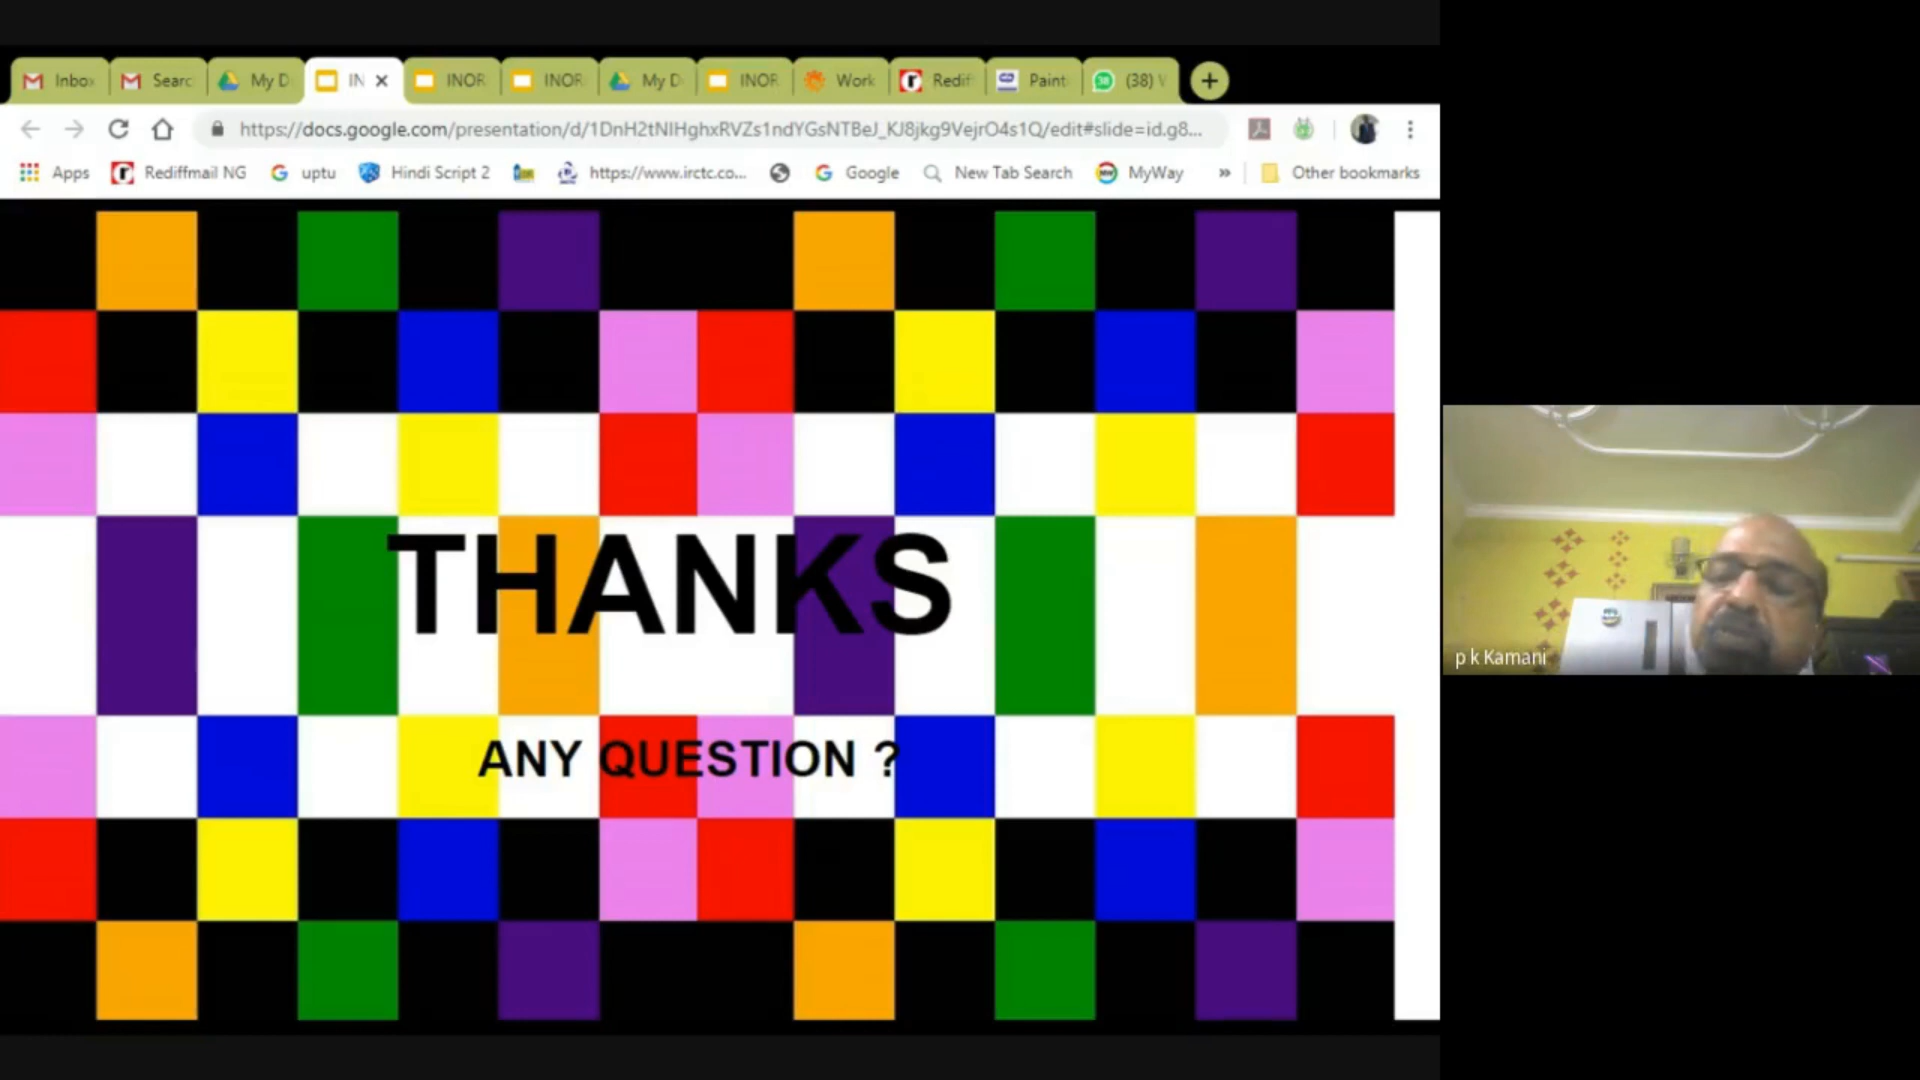 Inbo
Searc
My D
IN
INOR
INOR
My D
INOR
Work
Redif
Paint
(38) V
https://docs.google.com/presentation/d/1DnH2tNIHghxRVZs1ndYGsNTBeJ_KJ8jkg9VejrO4s1Q/edit#slide=id.g8...
Apps
Rediffmail NG
uptu
Hindi Script 2
https://www.irctc.co...
Google
New Tab Search
MyWay
»
Other bookmarks
THANKS
ANY QUESTION ?
p k Kamani